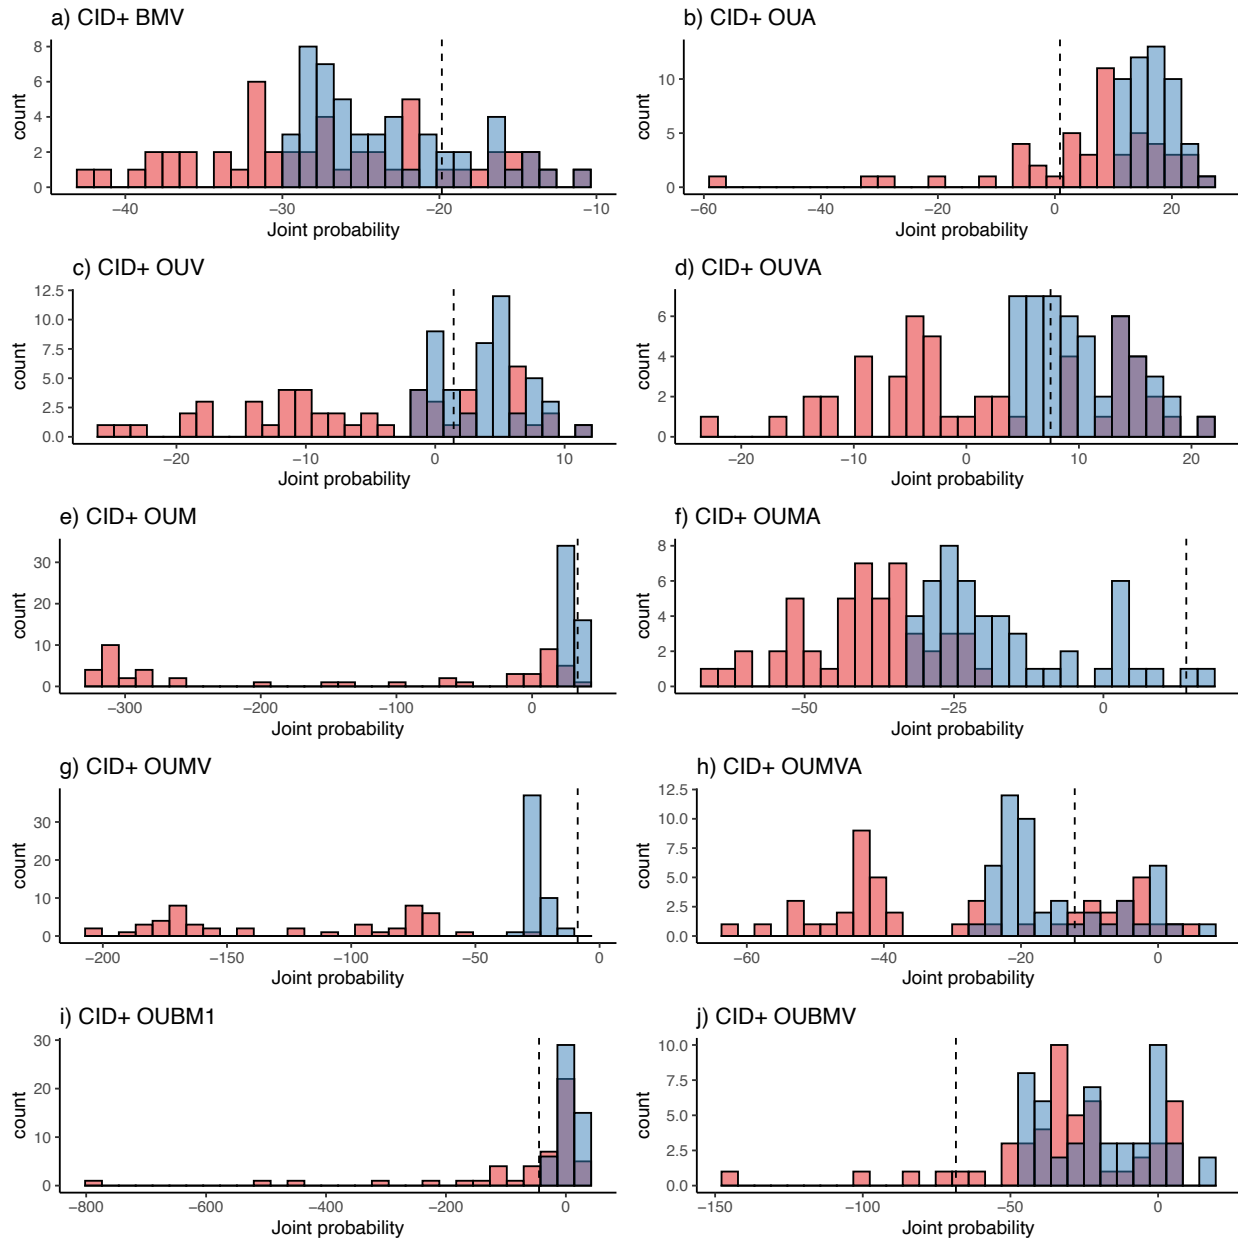 a) CID+ BMV
count
8
6
4
2
0
−40
−30
−20
−10
Joint probability
b) CID+ OUA
count
10
5
0
−60
−40
−20
0
20
Joint probability
c) CID+ OUV
count
12.5
10.0
7.5
5.0
2.5
0.0
−20
−10
0
10
Joint probability
d) CID+ OUVA
count
6
4
2
0
−20
−10
0
10
20
Joint probability
e) CID+ OUM
count
30
20
10
0
−300
−200
−100
0
Joint probability
f) CID+ OUMA
count
8
6
4
2
0
−50
−25
0
Joint probability
g) CID+ OUMV
count
30
20
10
0
−200
−150
−100
−50
0
Joint probability
h) CID+ OUMVA
count
12.5
10.0
7.5
5.0
2.5
0.0
−60
−40
−20
0
Joint probability
i) CID+ OUBM1
count
30
20
10
0
−800
−600
−400
−200
0
Joint probability
j) CID+ OUBMV
count
10.0
7.5
5.0
2.5
0.0
−150
−100
−50
0
Joint probability